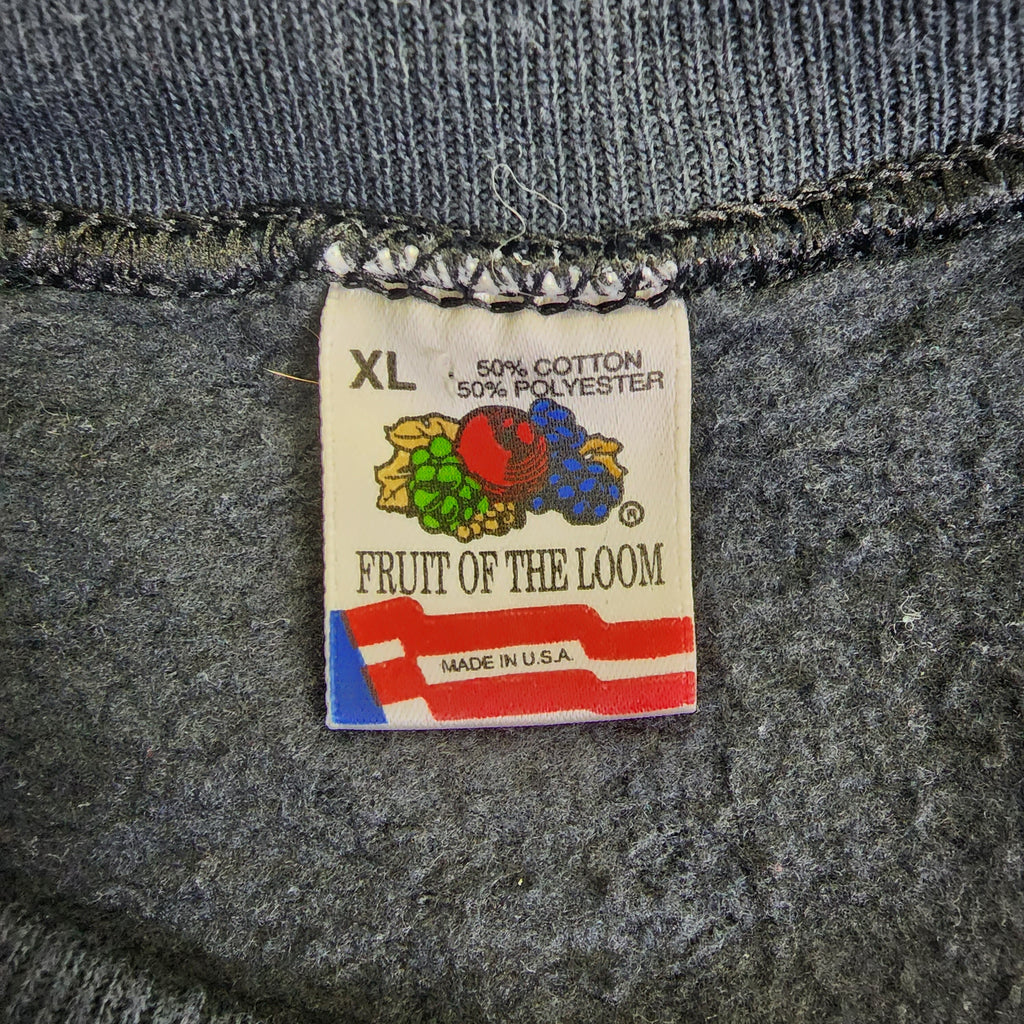 XL
50% COTTON
50% POLYESTER
®
FRUIT OF THE LOOM
MADE IN U.S.A.